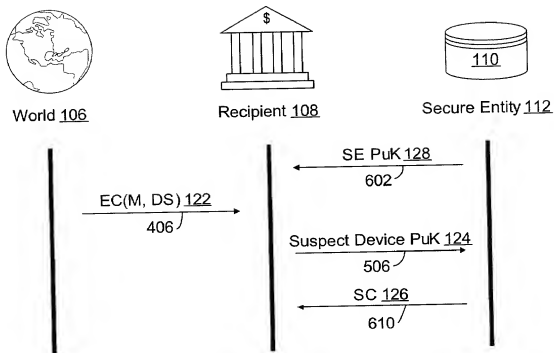 $
110
World 106
Recipient 108
Secure Entity 112
SE PuK 128
602
EC(M, DS) 122
406
Suspect Device PuK 124
506
SC 126
610